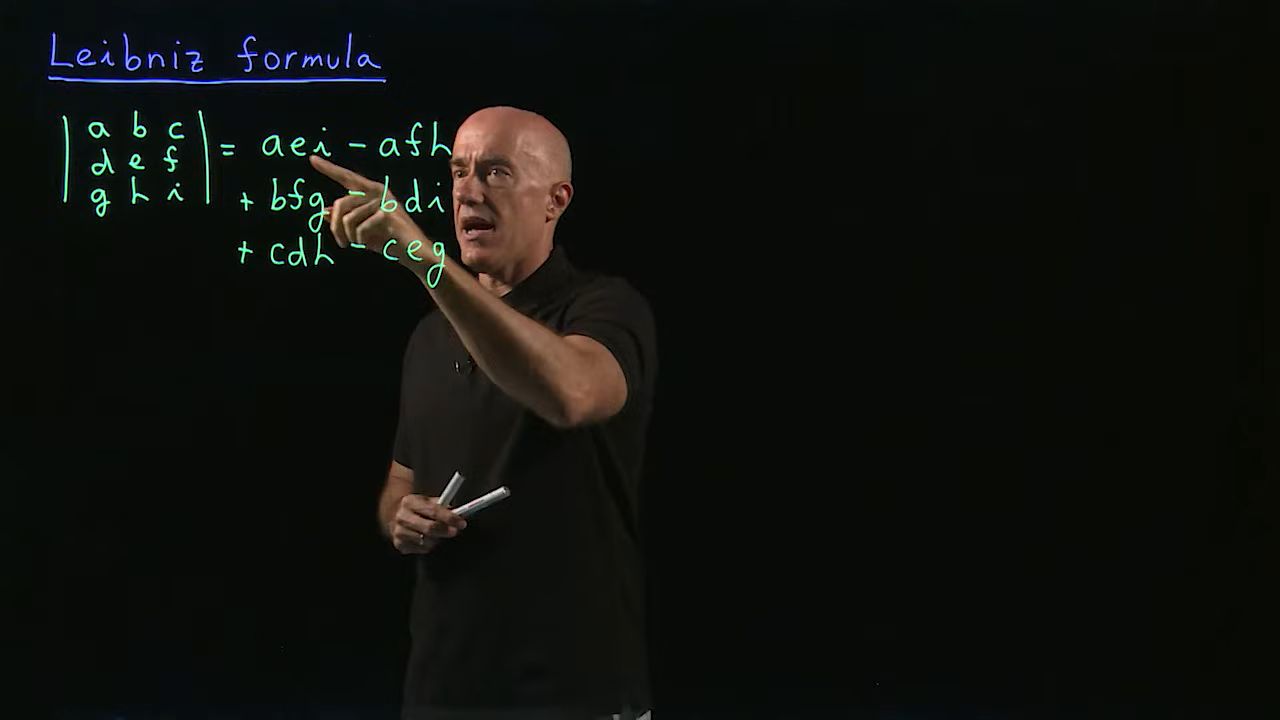 Leibniz formula
| a b c |
| d e f | = aei - afh
| g h i | + bfg - bdi
+ cdh - ceg